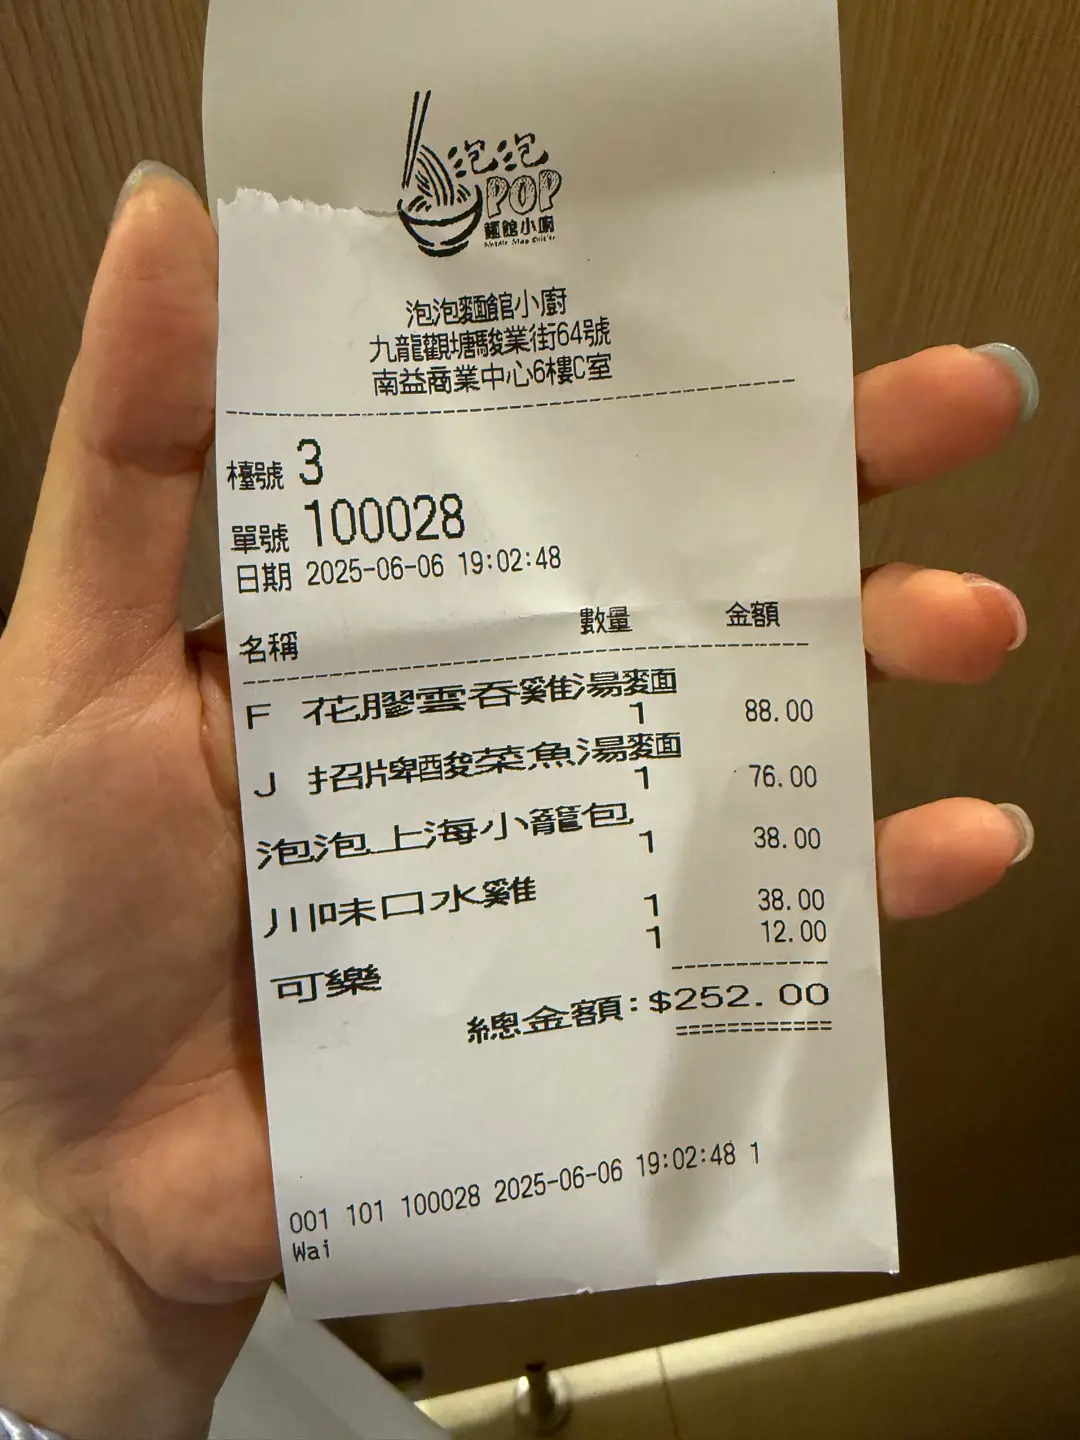 泡泡
POP
麵館小廚
泡泡麵館小廚
九龍觀塘駿業街64號
南益商業中心6樓C室
檯號 3
單號 100028
日期 2025-06-06 19:02:48
名稱 數量 金額
F 花膠雲吞雞湯麵
1 88.00
J 招牌酸菜魚湯麵
1 76.00
泡泡上海小籠包
1 38.00
川味口水雞
1 38.00
可樂 1 12.00
總金額:$252.00
001 101 100028 2025-06-06 19:02:48 1
Wai